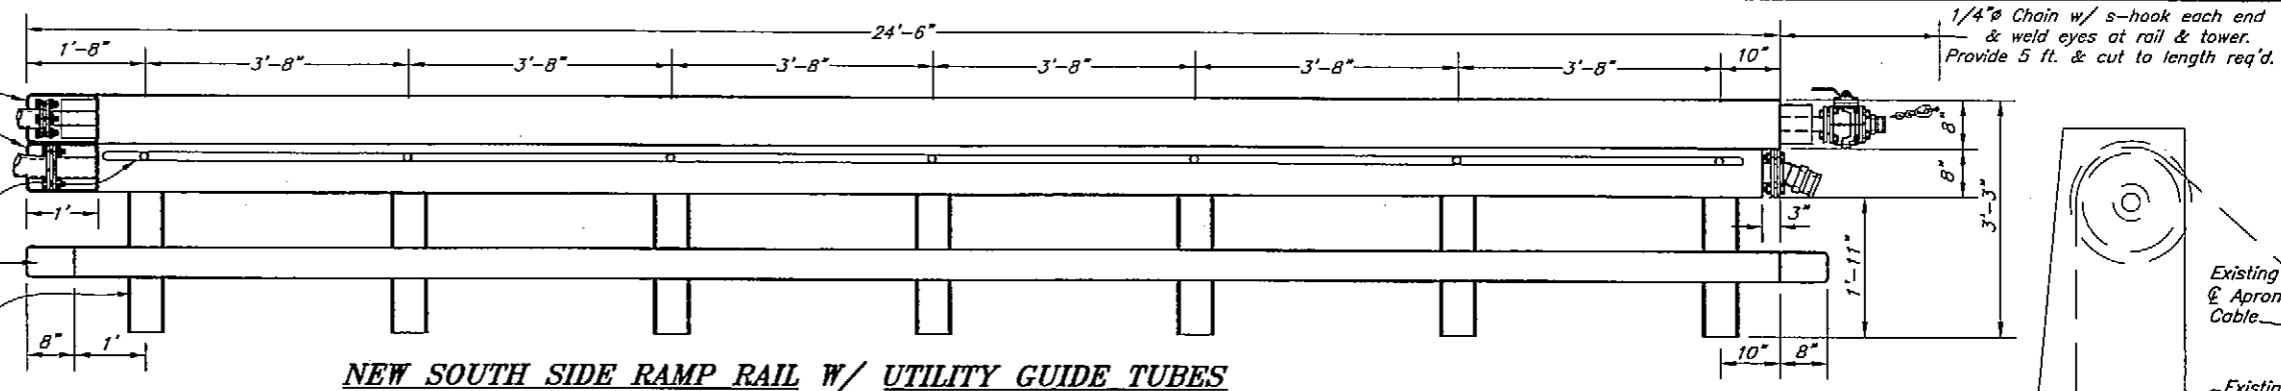 24'-6"
1/4"ø Chain w/ s-hook each end
& weld eyes at rail & tower.
Provide 5 ft. & cut to length req'd.
1'-8"
3'-8"
3'-8"
3'-8"
3'-8"
3'-8"
3'-8"
10"
8"
8"
3'-3"
1'
3"
1'-11"
Existing
℄ Apron
Cable
8"
1'
10"
8"
NEW SOUTH SIDE RAMP RAIL W/ UTILITY GUIDE TUBES